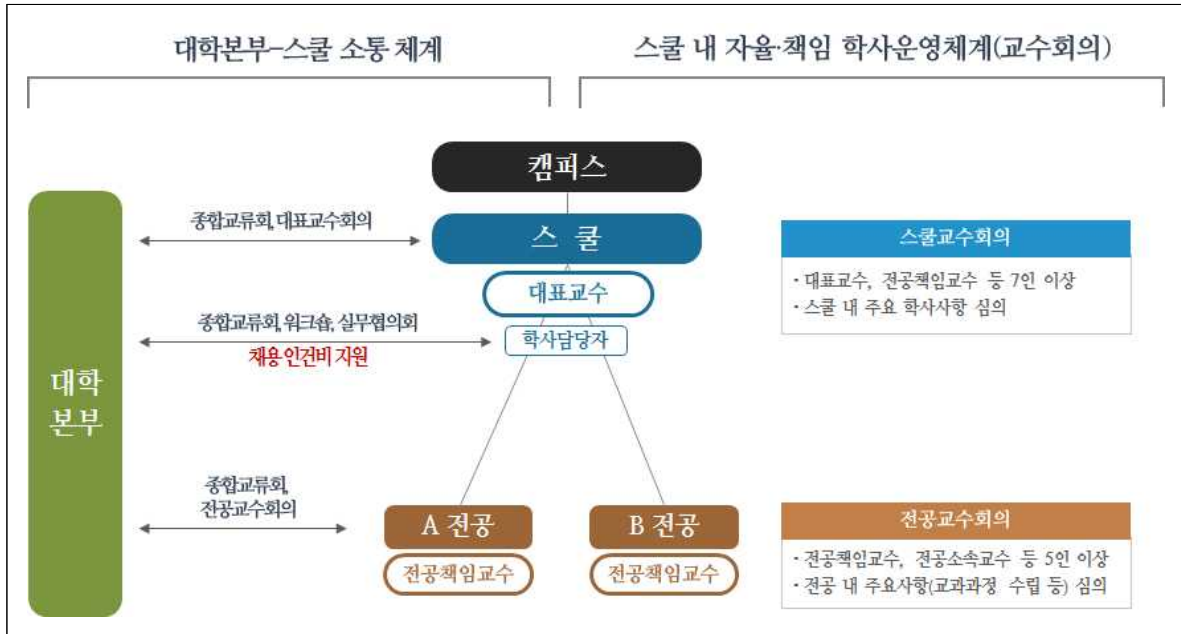 대학본부-스쿨 소통 체계
스쿨 내 자율·책임 학사운영체계(교수회의)
캠퍼스
종합교류회, 대표교수회의
스 쿨
스쿨교수회의
대표교수
· 대표교수, 전공책임교수 등 7인 이상
· 스쿨 내 주요 학사사항 심의
종합교류회, 워크숍, 실무협의회
학사담당자
채용 인건비 지원
대학
본부
종합교류회,
전공교수회의
A 전공
B 전공
전공교수회의
전공책임교수
전공책임교수
· 전공책임교수, 전공소속교수 등 5인 이상
· 전공 내 주요사항(교과과정 수립 등) 심의